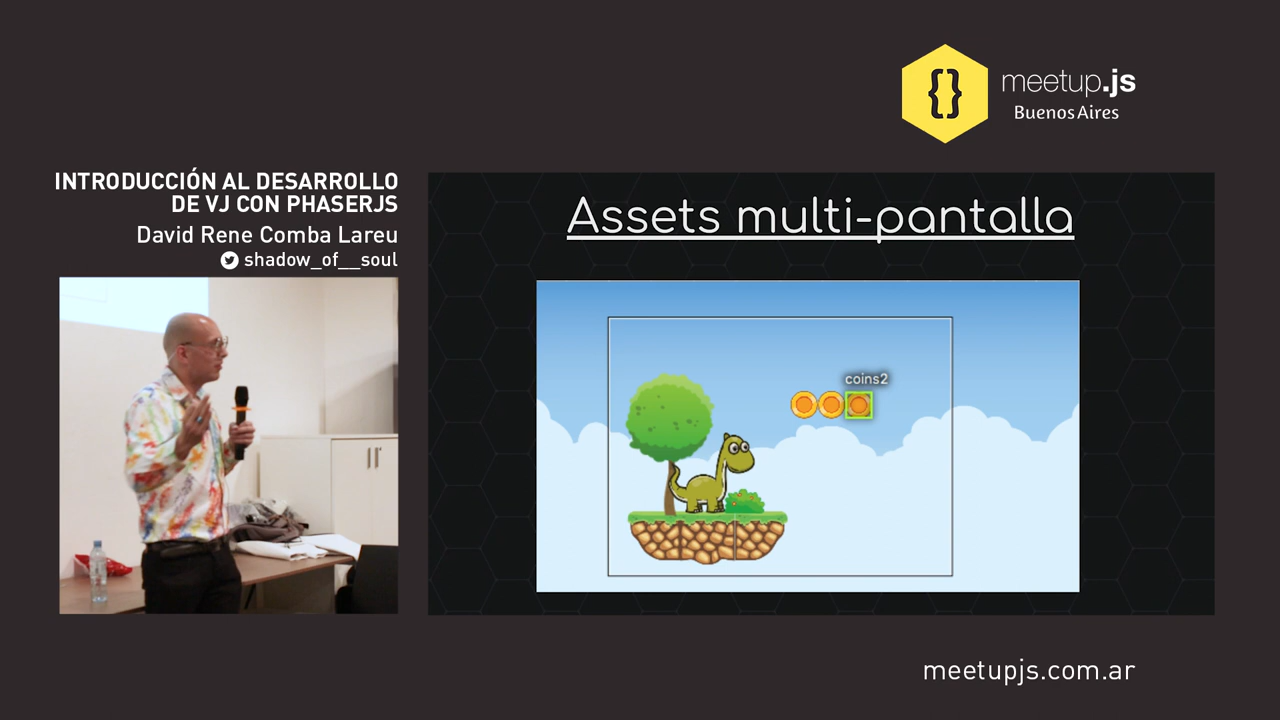 {} meetup.js
Buenos Aires
INTRODUCCIÓN AL DESARROLLO
DE VJ CON PHASERJS
David Rene Comba Lareu
shadow_of__soul
Assets multi-pantalla
coins2
meetupjs.com.ar